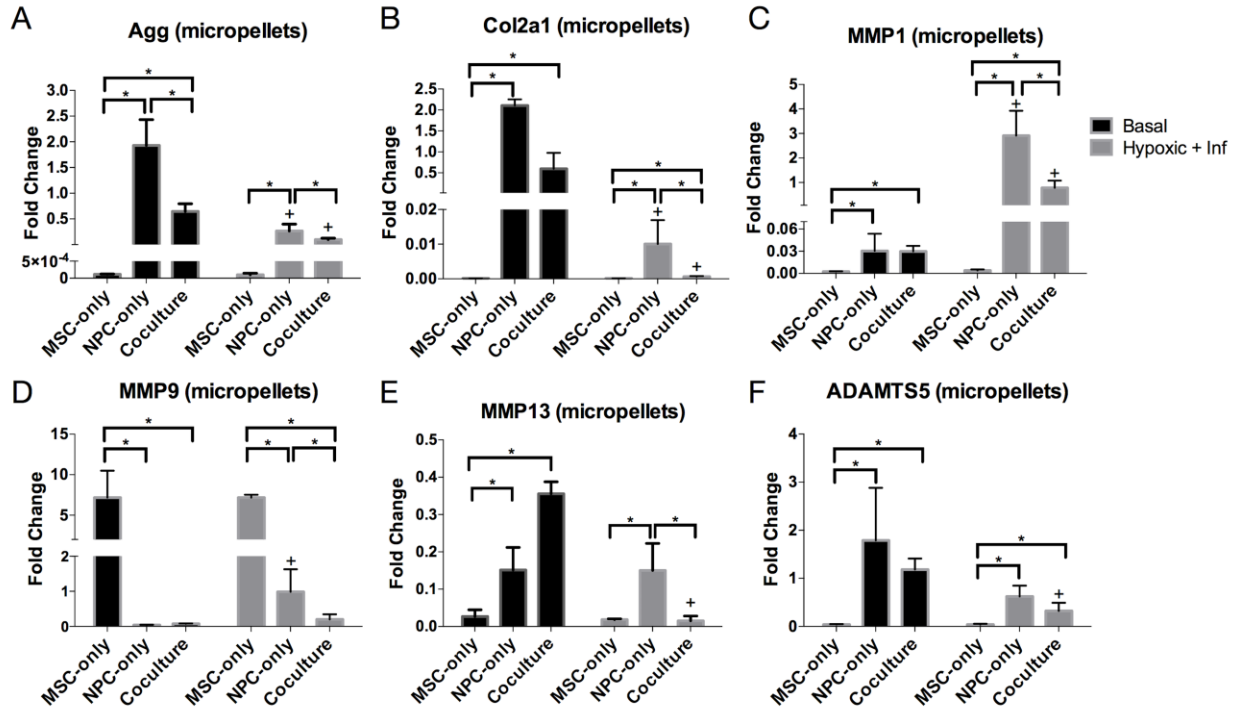 A
Agg (micropellets)
Fold Change
3.0
2.5
2.0
1.5
1.0
0.5
5×10⁻⁴
0
*
*
*
*
*
+
+
MSC-only
NPC-only
Coculture
MSC-only
NPC-only
Coculture
B
Col2a1 (micropellets)
Fold Change
2.5
2.0
1.5
1.0
0.5
0.02
0.01
0.00
*
*
*
*
*
+
+
MSC-only
NPC-only
Coculture
MSC-only
NPC-only
Coculture
C
MMP1 (micropellets)
Fold Change
5
4
3
2
1
0.06
0.03
0.00
*
*
*
*
*
+
+
MSC-only
NPC-only
Coculture
MSC-only
NPC-only
Coculture
Basal
Hypoxic + Inf
D
MMP9 (micropellets)
Fold Change
15
10
5
2
1
0
*
*
*
*
*
+
MSC-only
NPC-only
Coculture
MSC-only
NPC-only
Coculture
E
MMP13 (micropellets)
Fold Change
0.5
0.4
0.3
0.2
0.1
0.0
*
*
*
*
+
MSC-only
NPC-only
Coculture
MSC-only
NPC-only
Coculture
F
ADAMTS5 (micropellets)
Fold Change
4
3
2
1
0
*
*
*
*
+
MSC-only
NPC-only
Coculture
MSC-only
NPC-only
Coculture